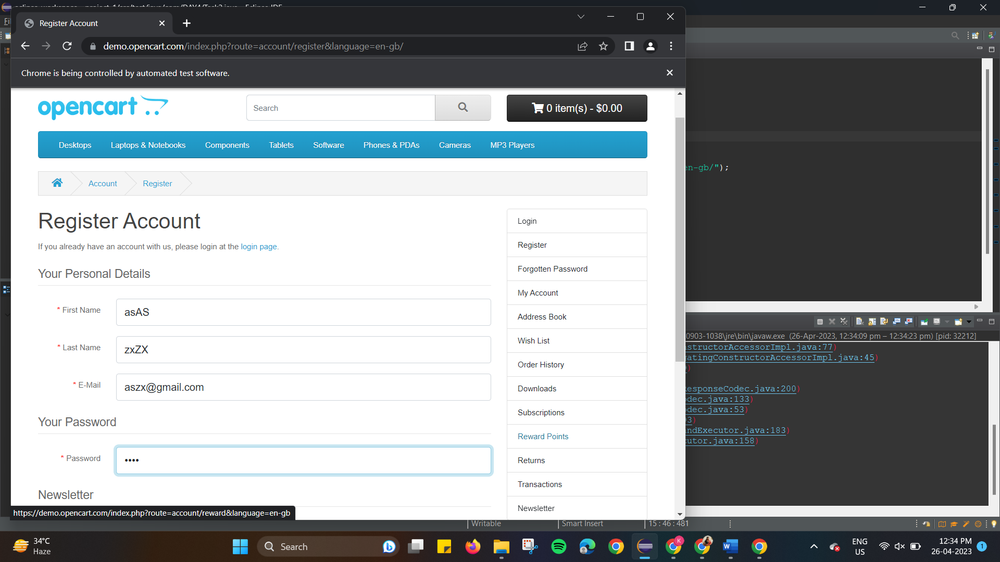 Register Account
demo.opencart.com/index.php?route=account/register&language=en-gb/
Chrome is being controlled by automated test software.
opencart
Search
0 item(s) - $0.00
Desktops
Laptops & Notebooks
Components
Tablets
Software
Phones & PDAs
Cameras
MP3 Players
Account
Register
en-gb/");
Register Account
If you already have an account with us, please login at the login page.
Your Personal Details
* First Name
asAS
* Last Name
zxZX
* E-Mail
aszx@gmail.com
Your Password
* Password
••••
Newsletter
https://demo.opencart.com/index.php?route=account/reward&language=en-gb
Login
Register
Forgotten Password
My Account
Address Book
Wish List
Order History
Downloads
Subscriptions
Reward Points
Returns
Transactions
Newsletter
0903-1038\jre\bin\javaw.exe (26-Apr-2023, 12:34:09 pm – 12:34:23 pm) [pid: 32212]
structorAccessorImpl.java:77)
gatingConstructorAccessorImpl.java:45)
)
esponseCodec.java:200)
odec.java:133)
odec.java:53)
93)
ndExecutor.java:183)
cutor.java:158)
Writable
Smart Insert
15 : 46 : 481
34°C
Haze
Search
K
ENG
US
12:34 PM
26-04-2023
1